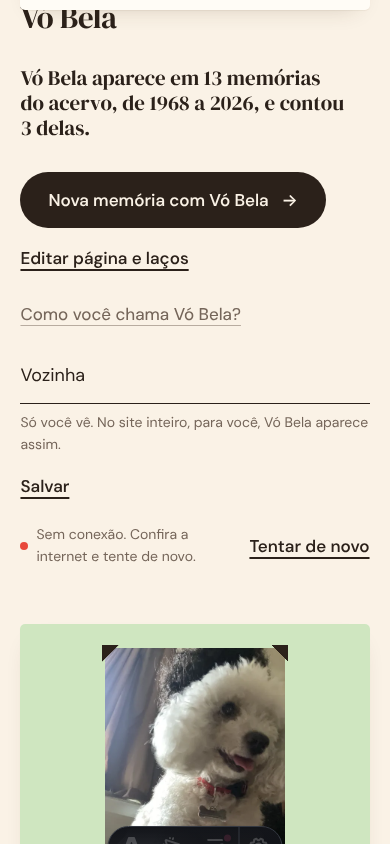 Vó Bela
Vó Bela aparece em 13 memórias
do acervo, de 1968 a 2026, e contou
3 delas.
Nova memória com Vó Bela →
Editar página e laços
Como você chama Vó Bela?
Vozinha
Só você vê. No site inteiro, para você, Vó Bela aparece
assim.
Salvar
Sem conexão. Confira a
internet e tente de novo.
Tentar de novo